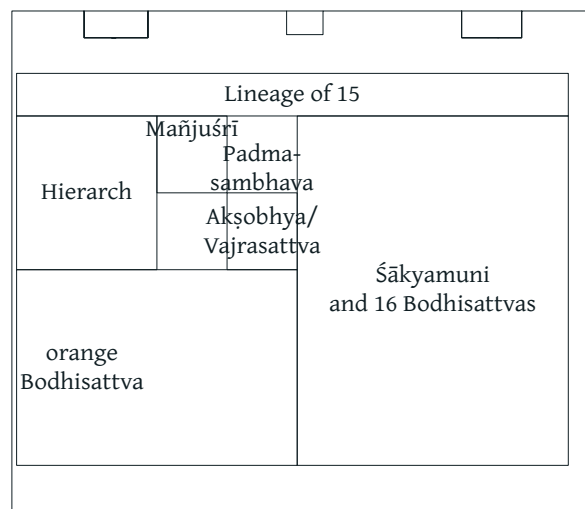 Lineage of 15
Mañjuśrī
Padma-
sambhava
Hierarch
Akṣobhya/
Vajrasattva
Śākyamuni
and 16 Bodhisattvas
orange
Bodhisattva